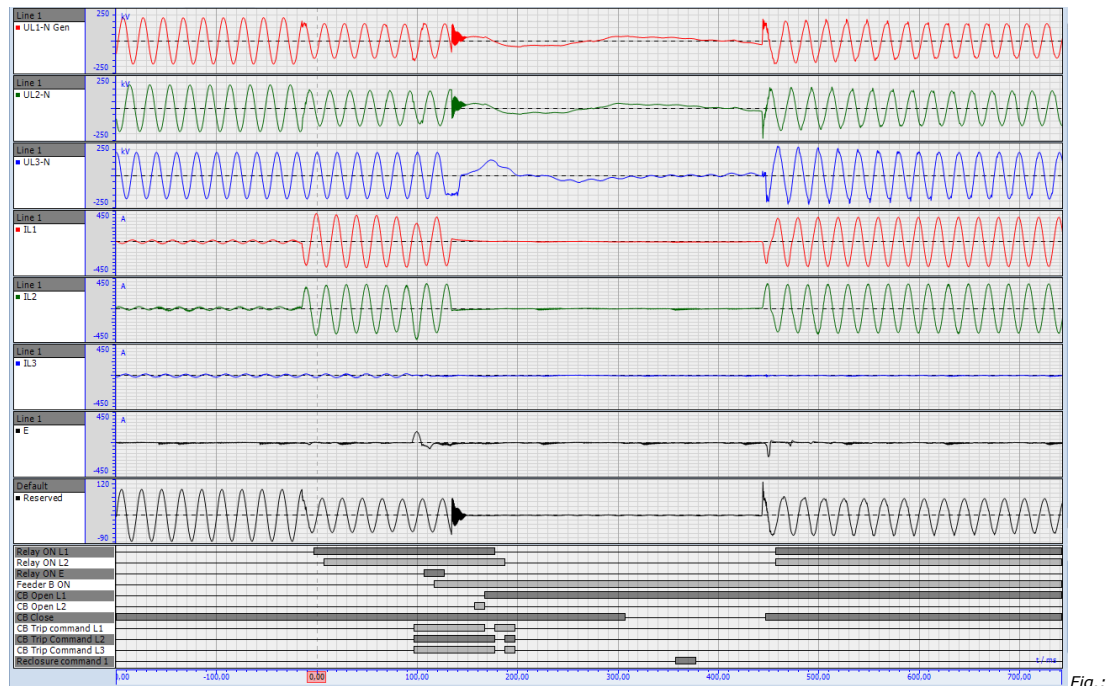 Line 1
UL1-N Gen
250 kV
-250
Line 1
UL2-N
250 kV
-250
Line 1
UL3-N
250 kV
-250
Line 1
IL1
450 A
-450
Line 1
IL2
450 A
-450
Line 1
IL3
450 A
-450
Line 1
E
450 A
-450
Default
Reserved
120
-90
Relay ON L1
Relay ON L2
Relay ON E
Feeder B ON
CB Open L1
CB Open L2
CB Close
CB Trip command L1
CB Trip Command L2
CB Trip Command L3
Reclosure command 1
t / ms
-100.00 0.00 100.00 200.00 300.00 400.00 500.00 600.00 700.00
Fig.: